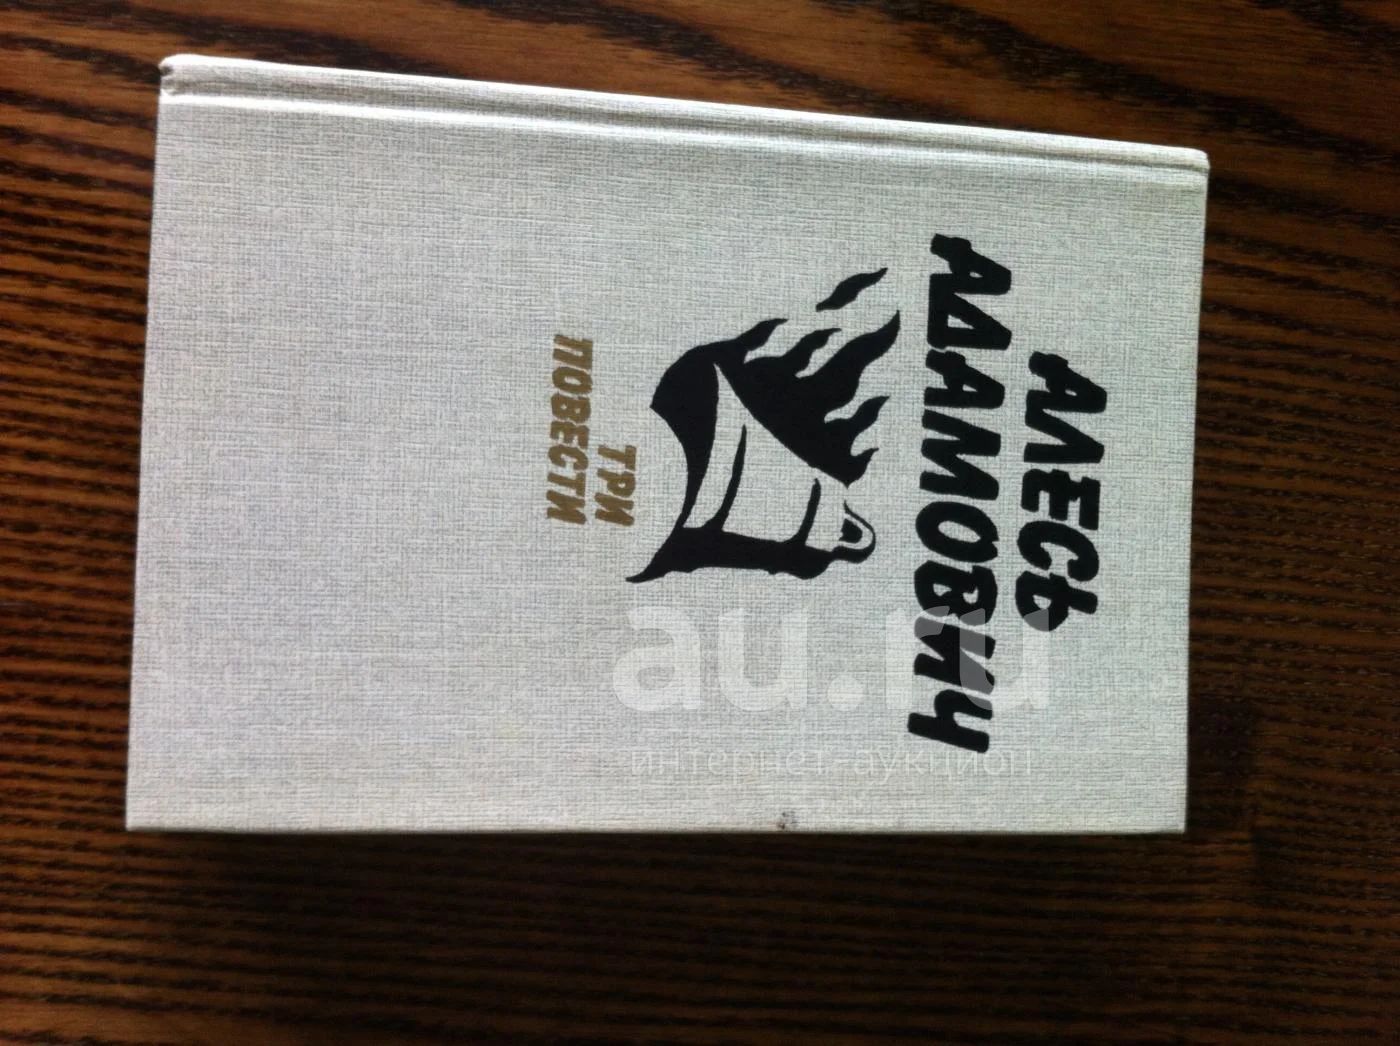 АЛЕСЬ
АДАМОВИЧ
ТРИ
ПОВЕСТИ
au.ru
интернет-аукцион